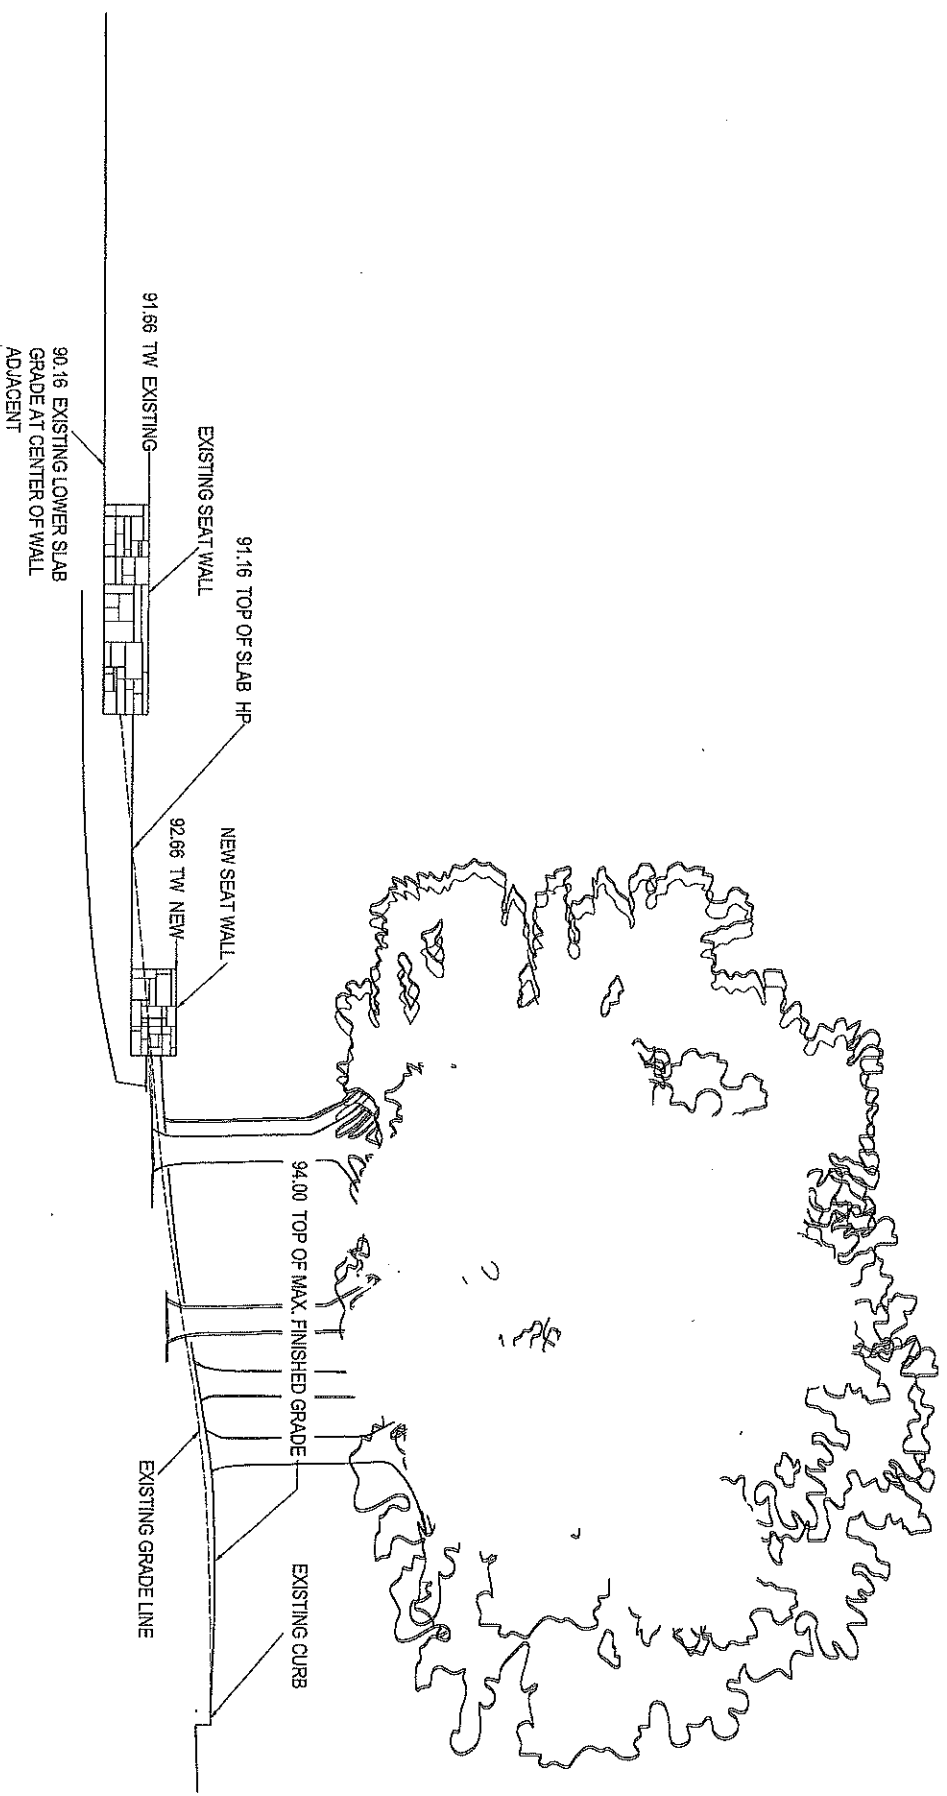 91.66 TW EXISTING
EXISTING SEAT WALL
90.16 EXISTING LOWER SLAB
GRADE AT CENTER OF WALL
ADJACENT
91.16 TOP OF SLAB HP
NEW SEAT WALL
92.66 TW NEW
94.00 TOP OF MAX. FINISHED GRADE
EXISTING GRADE LINE
EXISTING CURB